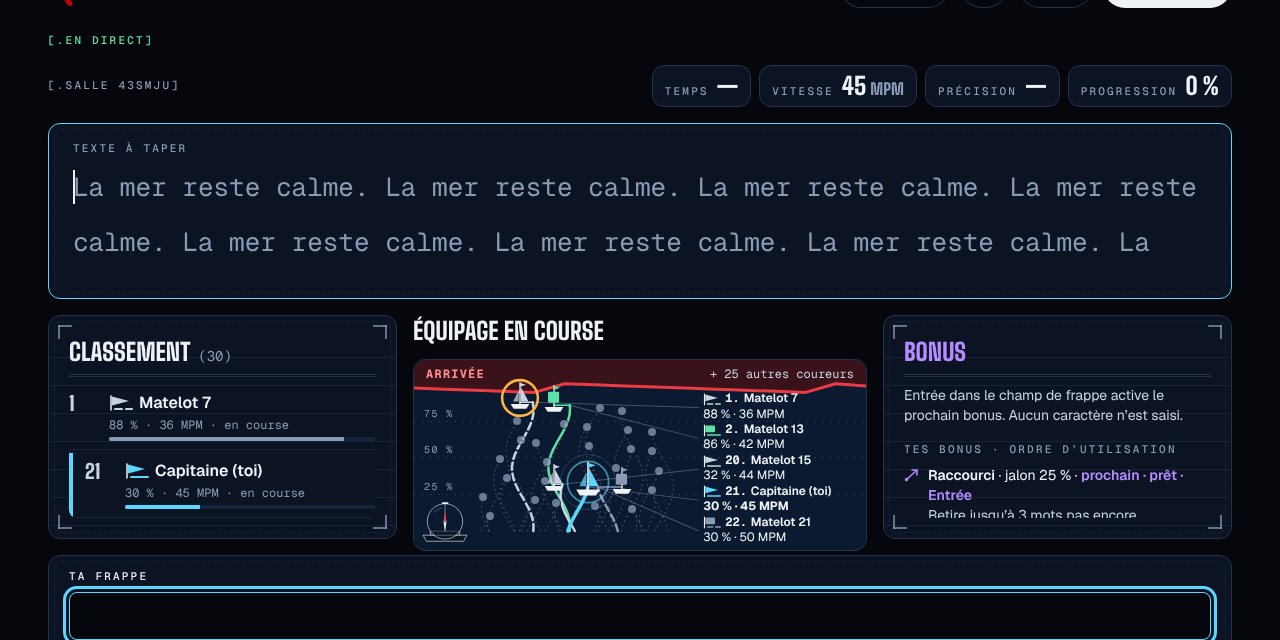 [.EN DIRECT]
[.SALLE 43SMJU]
TEMPS —
VITESSE 45 MPM
PRÉCISION —
PROGRESSION 0 %
TEXTE À TAPER
La mer reste calme. La mer reste calme. La mer reste calme. La mer reste
calme. La mer reste calme. La mer reste calme. La mer reste calme. La
CLASSEMENT (30)
1 Matelot 7
88 % · 36 MPM · en course
21 Capitaine (toi)
30 % · 45 MPM · en course
ÉQUIPAGE EN COURSE
ARRIVÉE
+ 25 autres coureurs
75 %
50 %
25 %
1. Matelot 7
88 % · 36 MPM
2. Matelot 13
86 % · 42 MPM
20. Matelot 15
32 % · 44 MPM
21. Capitaine (toi)
30 % · 45 MPM
22. Matelot 21
30 % · 50 MPM
BONUS
Entrée dans le champ de frappe active le
prochain bonus. Aucun caractère n'est saisi.
TES BONUS · ORDRE D'UTILISATION
Raccourci · jalon 25 % · prochain · prêt ·
Entrée
Retire jusqu'à 3 mots pas encore
TA FRAPPE